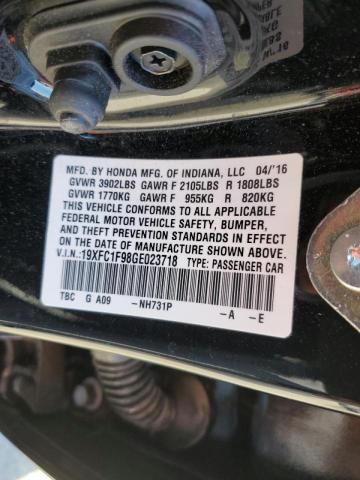 MFD. BY HONDA MFG. OF INDIANA, LLC 04/'16
GVWR 3902LBS GAWR F 2105LBS R 1808LBS
GVWR 1770KG GAWR F 955KG R 820KG
THIS VEHICLE CONFORMS TO ALL APPLICABLE
FEDERAL MOTOR VEHICLE SAFETY, BUMPER,
AND THEFT PREVENTION STANDARDS IN EFFECT
ON THE DATE OF MANUFACTURE SHOWN ABOVE.
V.I.N.: 19XFC1F98GE023718 TYPE: PASSENGER CAR
TBC G A09 -NH731P -A -E